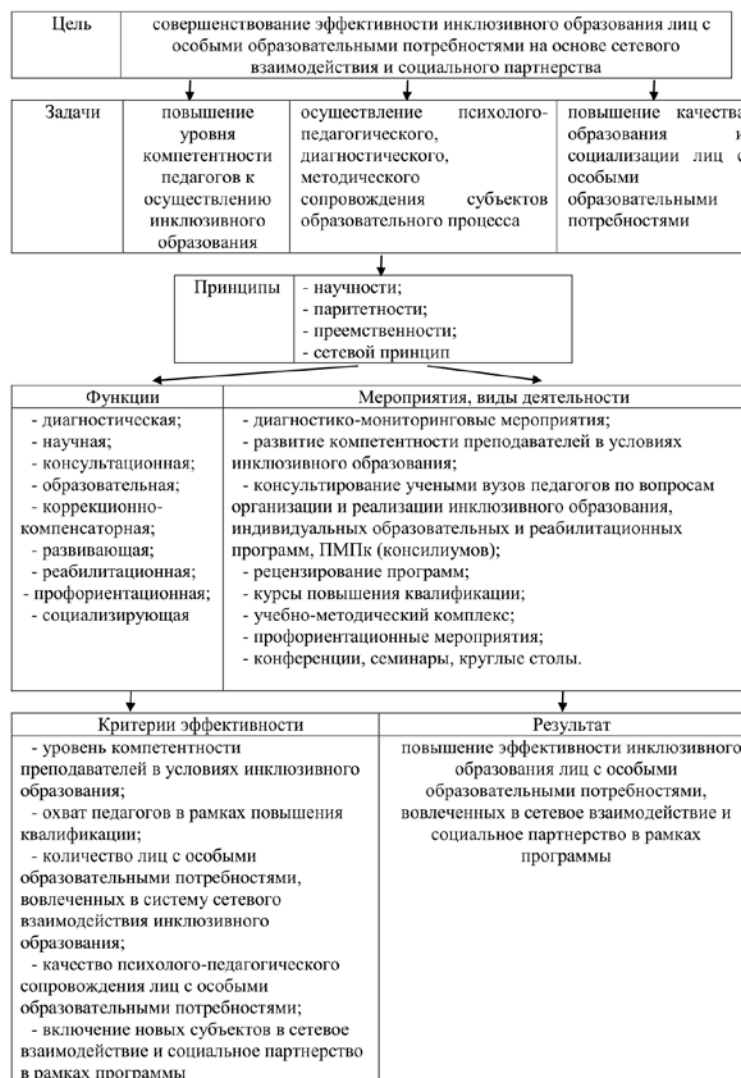 Цель
совершенствование эффективности инклюзивного образования лиц с
особыми образовательными потребностями на основе сетевого
взаимодействия и социального партнерства
Задачи
повышение
уровня
компетентности
педагогов к
осуществлению
инклюзивного
образования
осуществление психолого-
педагогического,
диагностического,
методического
сопровождения субъектов
образовательного процесса
повышение качества
образования и
социализации лиц с
особыми
образовательными
потребностями
Принципы
- научности;
- паритетности;
- преемственности;
- сетевой принцип
Функции
- диагностическая;
- научная;
- консультационная;
- образовательная;
- коррекционно-
компенсаторная;
- развивающая;
- реабилитационная;
- профориентационная;
- социализирующая
Мероприятия, виды деятельности
- диагностико-мониторинговые мероприятия;
- развитие компетентности преподавателей в условиях
инклюзивного образования;
- консультирование учеными вузов педагогов по вопросам
организации и реализации инклюзивного образования,
индивидуальных образовательных и реабилитационных
программ, ПМПк (консилиумов);
- рецензирование программ;
- курсы повышения квалификации;
- учебно-методический комплекс;
- профориентационные мероприятия;
- конференции, семинары, круглые столы.
Критерии эффективности
- уровень компетентности
преподавателей в условиях инклюзивного
образования;
- охват педагогов в рамках повышения
квалификации;
- количество лиц с особыми
образовательными потребностями,
вовлеченных в систему сетевого
взаимодействия инклюзивного
образования;
- качество психолого-педагогического
сопровождения лиц с особыми
образовательными потребностями;
- включение новых субъектов в сетевое
взаимодействие и социальное партнерство
в рамках программы
Результат
повышение эффективности инклюзивного
образования лиц с особыми
образовательными потребностями,
вовлеченных в сетевое взаимодействие и
социальное партнерство в рамках
программы